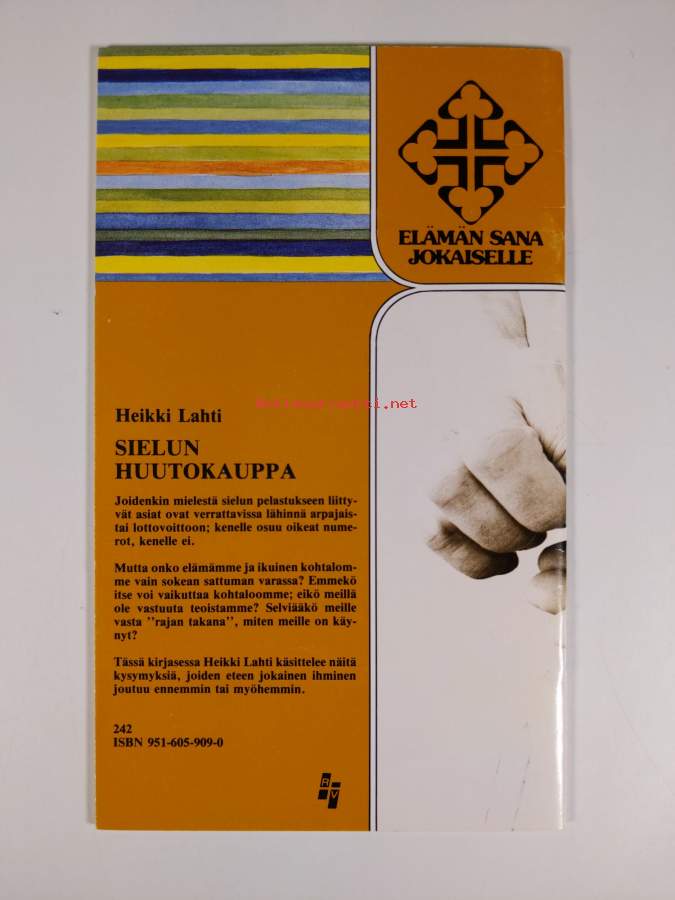 ELÄMÄN SANA
JOKAISELLE
Heikki Lahti
SIELUN
HUUTOKAUPPA
Joidenkin mielestä sielun pelastukseen liitty-
vät asiat ovat verrattavissa lähinnä arpajais-
tai lottovoittoon; kenelle osuu oikeat nume-
rot, kenelle ei.
Mutta onko elämämme ja ikuinen kohtalom-
me vain sokean sattuman varassa? Emmekö
itse voi vaikuttaa kohtaloomme; eikö meillä
ole vastuuta teoistamme? Selviääkö meille
vasta ''rajan takana'', miten meille on käy-
nyt?
Tässä kirjasessa Heikki Lahti käsittelee näitä
kysymyksiä, joiden eteen jokainen ihminen
joutuu ennemmin tai myöhemmin.
242
ISBN 951-605-909-0
RV